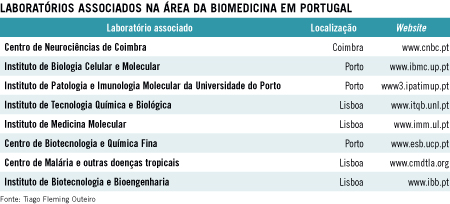 LABORATÓRIOS ASSOCIADOS NA ÁREA DA BIOMEDICINA EM PORTUGAL
Laboratório associado Localização Website
Centro de Neurociências de Coimbra Coimbra www.cnbc.pt
Instituto de Biologia Celular e Molecular Porto www.ibmc.up.pt
Instituto de Patologia e Imunologia Molecular da Universidade do Porto Porto www3.ipatimup.pt
Instituto de Tecnologia Química e Biológica Lisboa www.itqb.unl.pt
Instituto de Medicina Molecular Lisboa www.imm.ul.pt
Centro de Biotecnologia e Química Fina Porto www.esb.ucp.pt
Centro de Malária e outras doenças tropicais Lisboa www.cmdtla.org
Instituto de Biotecnologia e Bioengenharia Lisboa www.ibb.pt
Fonte: Tiago Fleming Outeiro